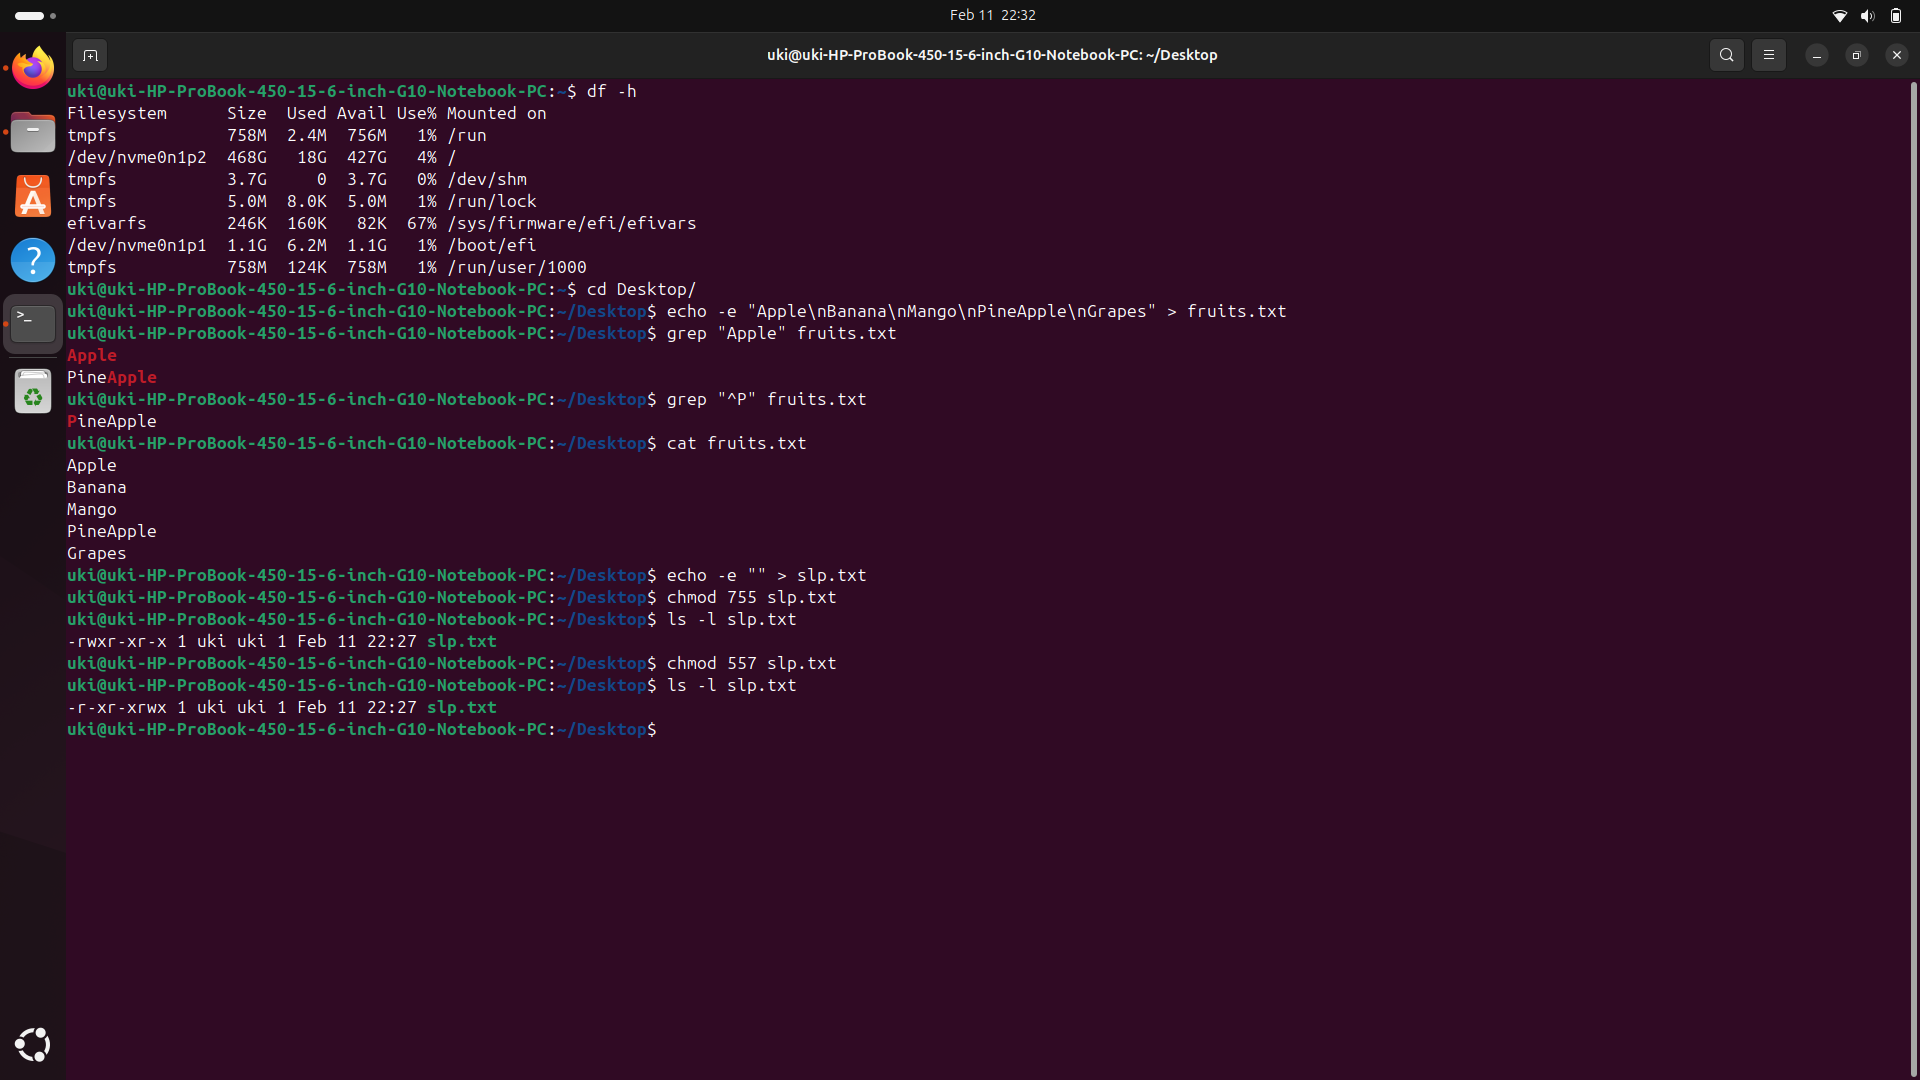 Feb 11 22:32
uki@uki-HP-ProBook-450-15-6-inch-G10-Notebook-PC: ~/Desktop
uki@uki-HP-ProBook-450-15-6-inch-G10-Notebook-PC:~$ df -h
Filesystem      Size  Used Avail Use% Mounted on
tmpfs           758M  2.4M  756M   1% /run
/dev/nvme0n1p2  468G   18G  427G   4% /
tmpfs           3.7G     0  3.7G   0% /dev/shm
tmpfs           5.0M  8.0K  5.0M   1% /run/lock
efivarfs        246K  160K   82K  67% /sys/firmware/efi/efivars
/dev/nvme0n1p1  1.1G  6.2M  1.1G   1% /boot/efi
tmpfs           758M  124K  758M   1% /run/user/1000
uki@uki-HP-ProBook-450-15-6-inch-G10-Notebook-PC:~$ cd Desktop/
uki@uki-HP-ProBook-450-15-6-inch-G10-Notebook-PC:~/Desktop$ echo -e "Apple\nBanana\nMango\nPineApple\nGrapes" > fruits.txt
uki@uki-HP-ProBook-450-15-6-inch-G10-Notebook-PC:~/Desktop$ grep "Apple" fruits.txt
Apple
PineApple
uki@uki-HP-ProBook-450-15-6-inch-G10-Notebook-PC:~/Desktop$ grep "^P" fruits.txt
PineApple
uki@uki-HP-ProBook-450-15-6-inch-G10-Notebook-PC:~/Desktop$ cat fruits.txt
Apple
Banana
Mango
PineApple
Grapes
uki@uki-HP-ProBook-450-15-6-inch-G10-Notebook-PC:~/Desktop$ echo -e "" > slp.txt
uki@uki-HP-ProBook-450-15-6-inch-G10-Notebook-PC:~/Desktop$ chmod 755 slp.txt
uki@uki-HP-ProBook-450-15-6-inch-G10-Notebook-PC:~/Desktop$ ls -l slp.txt
-rwxr-xr-x 1 uki uki 1 Feb 11 22:27 slp.txt
uki@uki-HP-ProBook-450-15-6-inch-G10-Notebook-PC:~/Desktop$ chmod 557 slp.txt
uki@uki-HP-ProBook-450-15-6-inch-G10-Notebook-PC:~/Desktop$ ls -l slp.txt
-r-xr-xrwx 1 uki uki 1 Feb 11 22:27 slp.txt
uki@uki-HP-ProBook-450-15-6-inch-G10-Notebook-PC:~/Desktop$